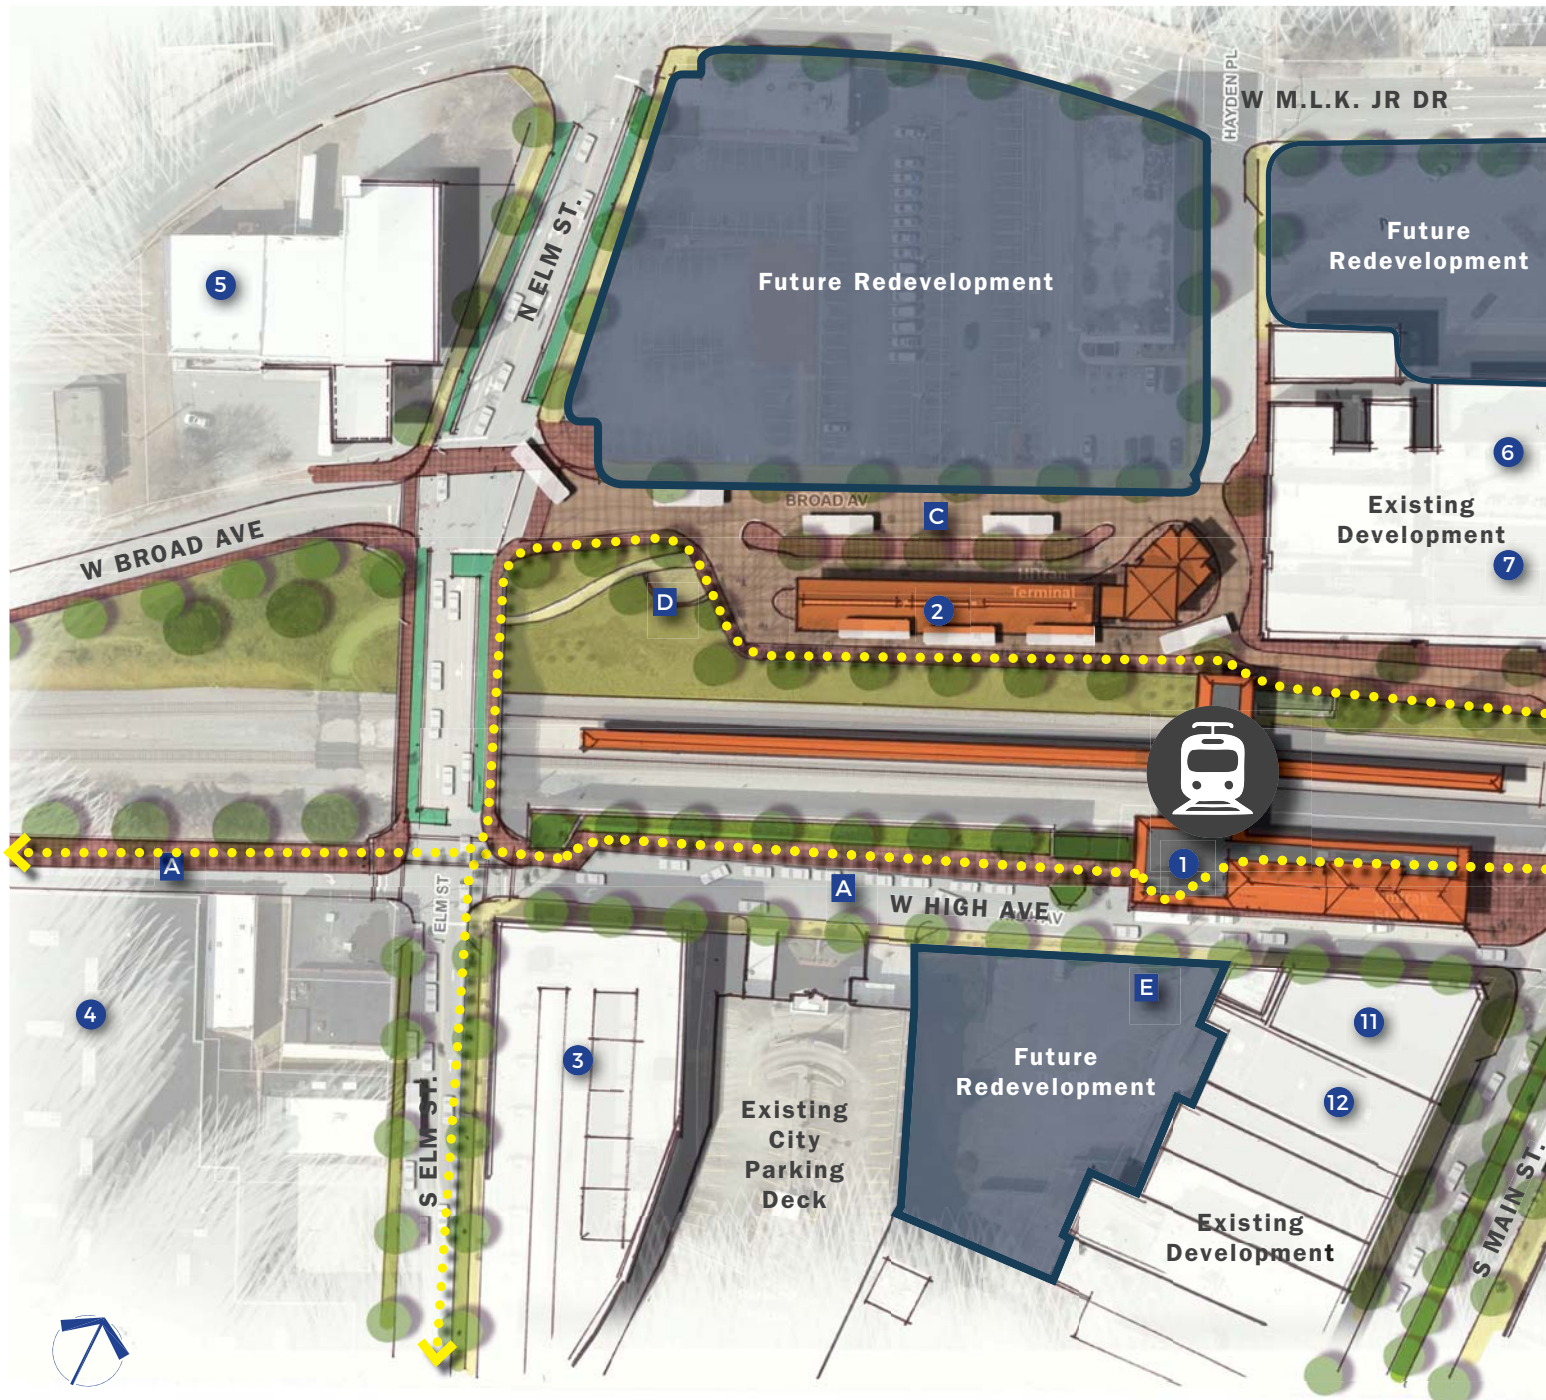 HAYDEN PL
W M.L.K. JR DR
Future
Redevelopment
Future Redevelopment
N ELM ST.
5
6
BROAD AV
C
Existing
Development
7
W BROAD AVE
D
Terminal
2
1
A
A
W HIGH AVE
AV
ELM ST
E
4
3
11
Future
Redevelopment
12
Existing
City
Parking
Deck
S ELM ST.
Existing
Development
S MAIN ST.